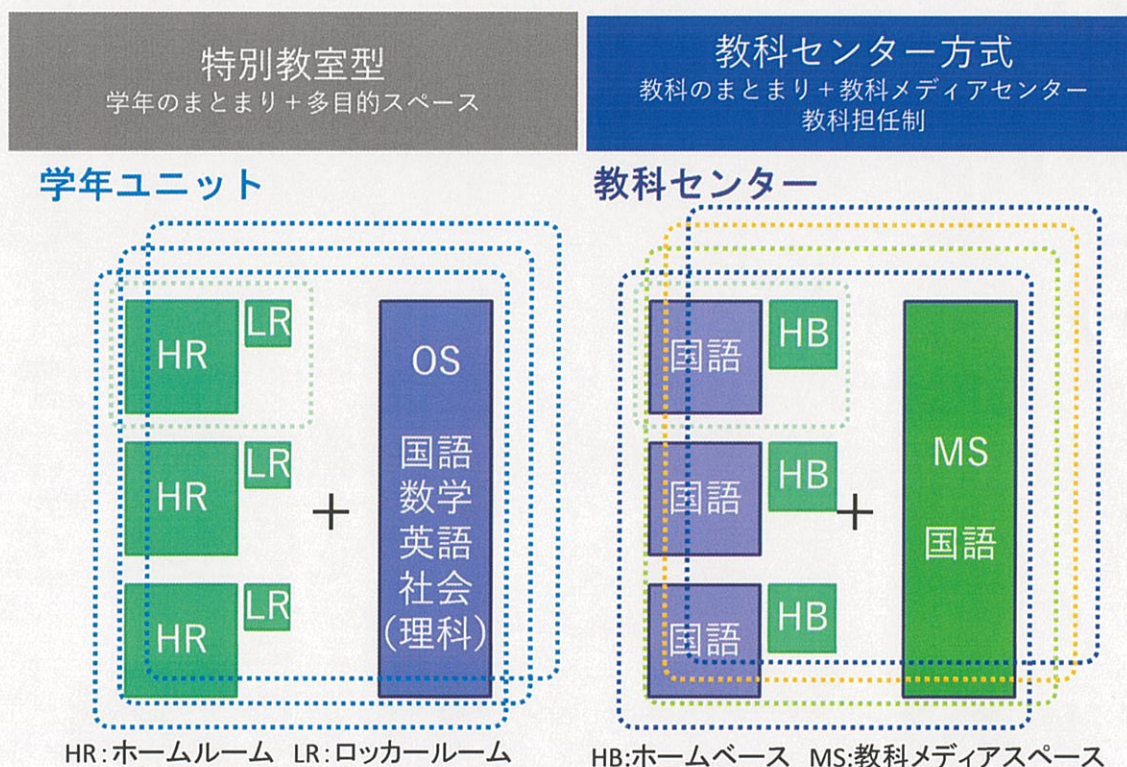 特別教室型
学年のまとまり＋多目的スペース
学年ユニット
HR
LR
HR
LR
HR
LR
+
OS
国語
数学
英語
社会
(理科)
HR:ホームルーム LR:ロッカールーム
教科センター方式
教科のまとまり＋教科メディアセンター
教科担任制
教科センター
国語
HB
国語
HB
国語
HB
+
MS
国語
HB:ホームベース MS:教科メディアスペース